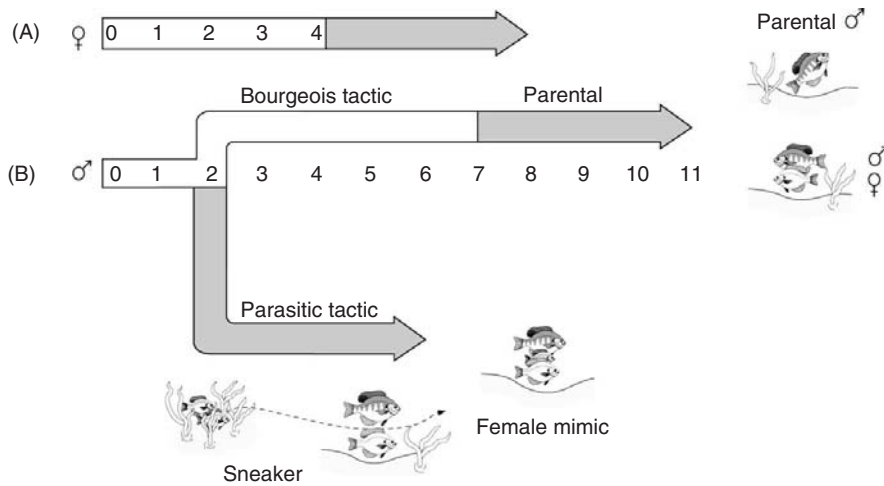 (A) ♀ 0 1 2 3 4
Parental ♂
Bourgeois tactic Parental
(B) ♂ 0 1 2 3 4 5 6 7 8 9 10 11
♂
♀
Parasitic tactic
Female mimic
Sneaker